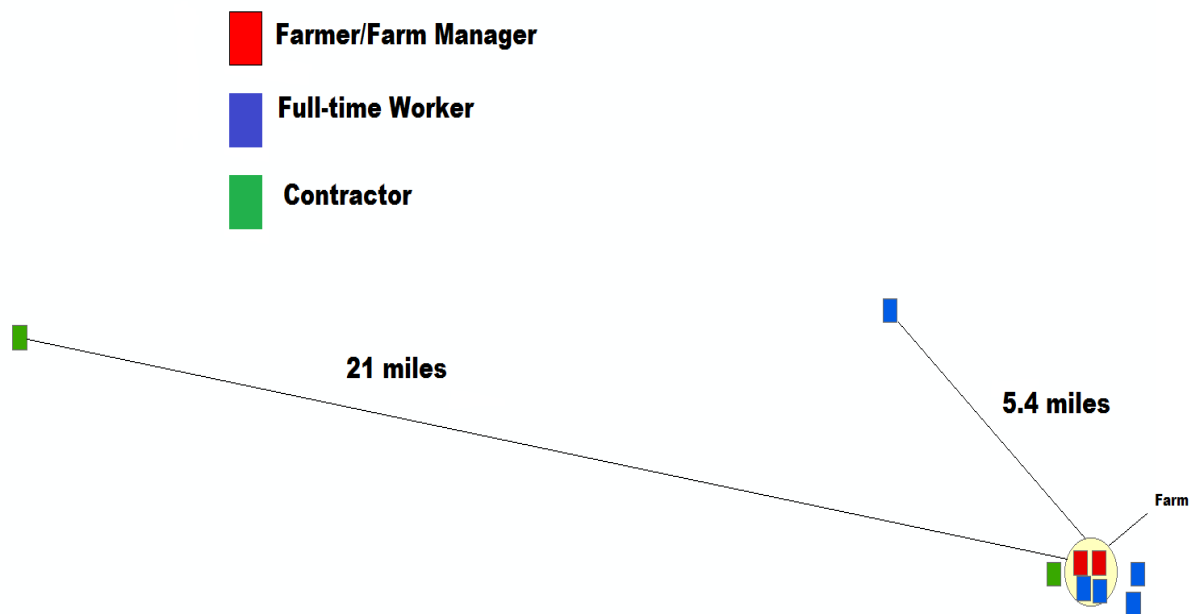 Farmer/Farm Manager
Full-time Worker
Contractor
21 miles
5.4 miles
Farm